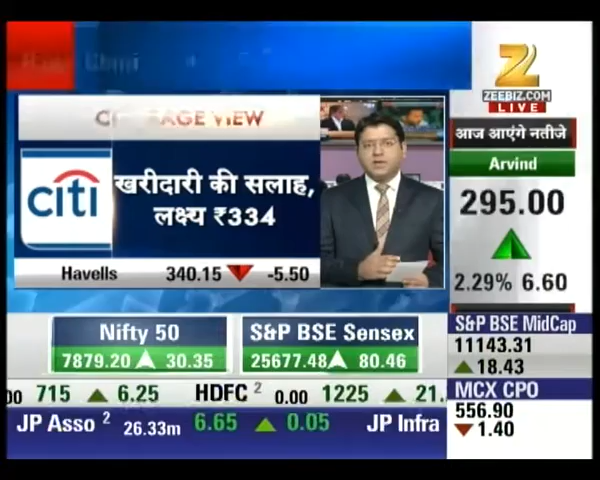 VIEW
ZEEBIZ.COM
LIVE
citi
खरीदारी की सलाह,
लक्ष्य ₹334
आज आएंगे नतीजे
Arvind
295.00
2.29% 6.60
Havells 340.15 -5.50
Nifty 50
7879.20 30.35
S&P BSE Sensex
25677.48 80.46
S&P BSE MidCap
11143.31
18.43
715 6.25 HDFC 2 0.00 1225 21.
MCX CPO
556.90
1.40
JP Asso 2 26.33m 6.65 0.05 JP Infra